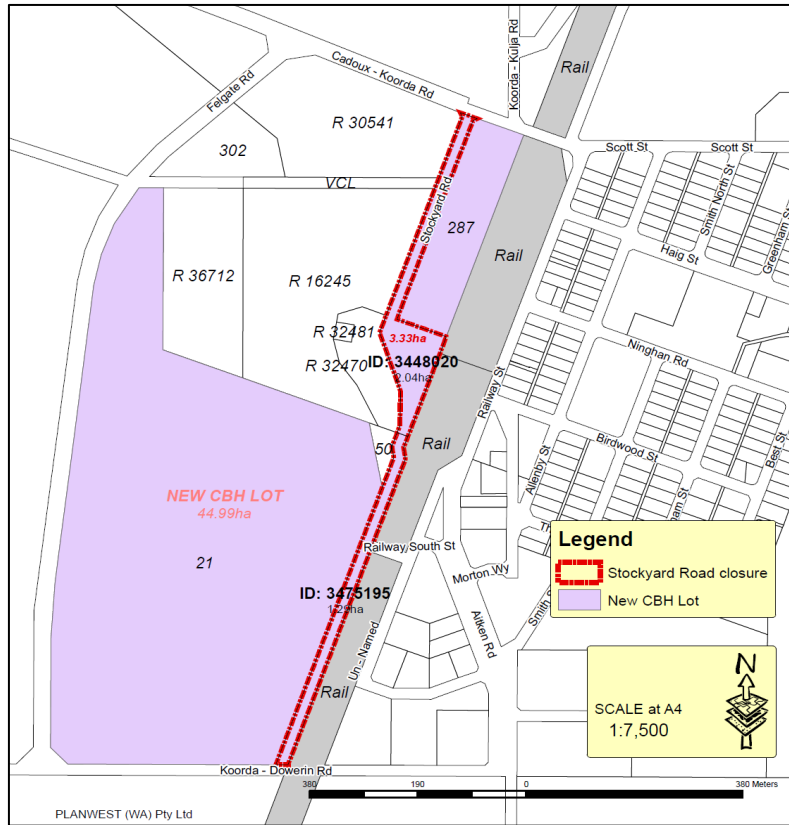 Cadoux - Koorda Rd
Koorda - Kulja Rd
Rail
Felgate Rd
R 30541
302
Scott St
Scott St
VCL
Stockyard Rd
Smith North St
Greenham St
287
Haig St
Rail
R 36712
R 16245
R 32481
3.33ha
Ninghan Rd
R 32470
ID: 3448020
2.04ha
Railway St
Best St
50
Rail
Allenby St
Birdwood St
NEW CBH LOT
44.99ha
21
Railway South St
Morton Wy
Smith
ID: 3475195
1.29ha
Aitken Rd
Un - Named
Rail
Legend
Stockyard Road closure
New CBH Lot
N
SCALE at A4
1:7,500
Koorda - Dowerin Rd
380
190
0
380 Meters
PLANWEST (WA) Pty Ltd